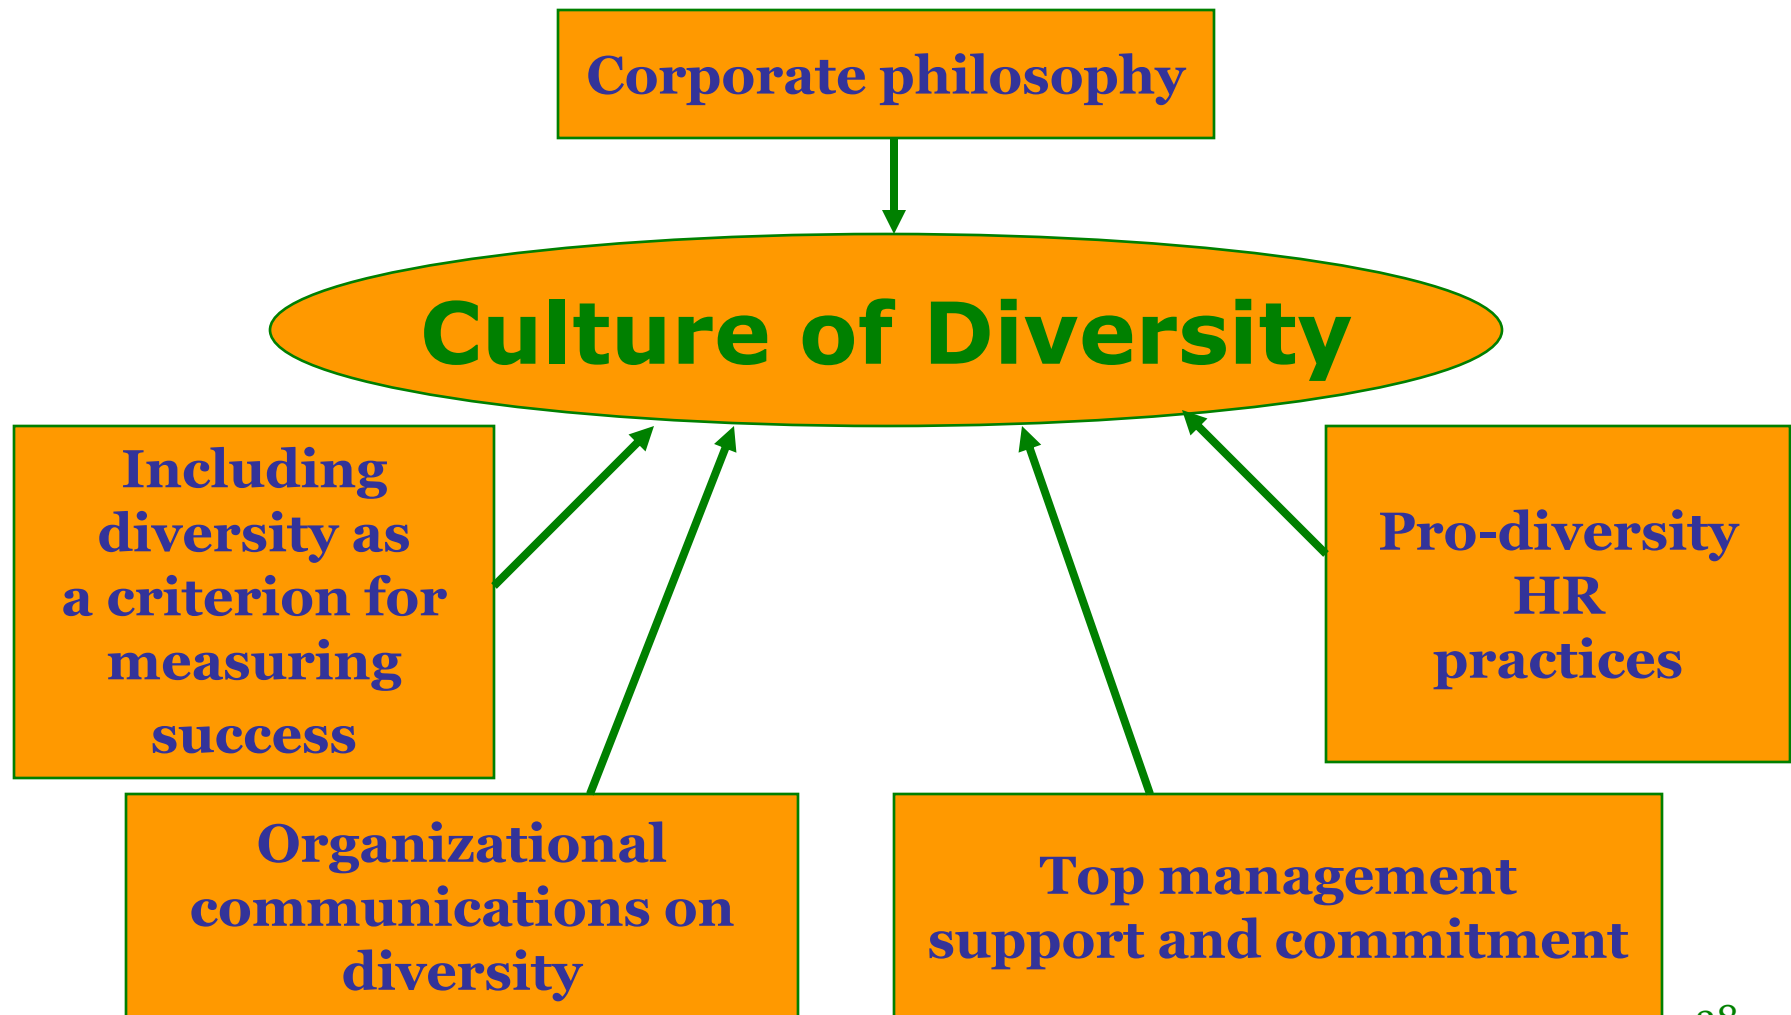 Corporate philosophy
Culture of Diversity
Including
diversity as
a criterion for
measuring
success
Pro-diversity
HR
practices
Organizational
communications on
diversity
Top management
support and commitment